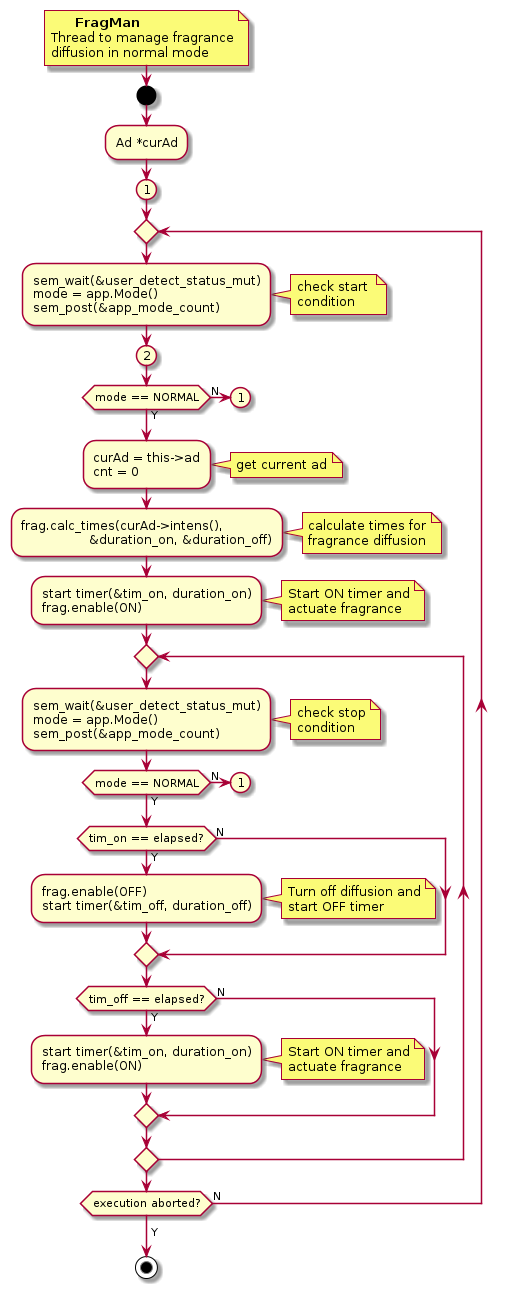 FragMan
Thread to manage fragrance
diffusion in normal mode
Ad *curAd
1
sem_wait(&user_detect_status_mut)
mode = app.Mode()
sem_post(&app_mode_count)
check start
condition
2
mode == NORMAL
N
1
Y
curAd = this->ad
cnt = 0
get current ad
frag.calc_times(curAd->intens(),
&duration_on, &duration_off)
calculate times for
fragrance diffusion
start timer(&tim_on, duration_on)
frag.enable(ON)
Start ON timer and
actuate fragrance
sem_wait(&user_detect_status_mut)
mode = app.Mode()
sem_post(&app_mode_count)
check stop
condition
mode == NORMAL
N
1
Y
tim_on == elapsed?
N
Y
frag.enable(OFF)
start timer(&tim_off, duration_off)
Turn off diffusion and
start OFF timer
tim_off == elapsed?
N
Y
start timer(&tim_on, duration_on)
frag.enable(ON)
Start ON timer and
actuate fragrance
execution aborted?
N
Y